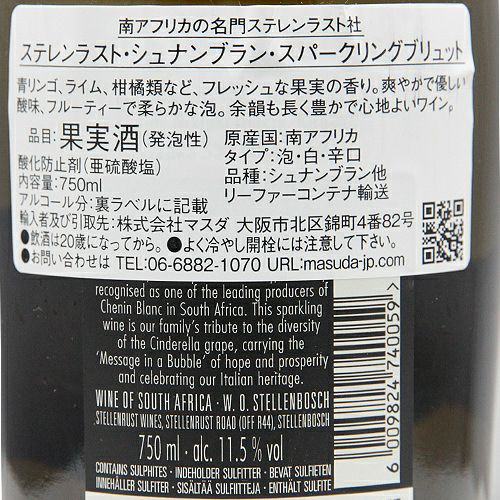 南アフリカの名門ステレンラスト社
ステレンラスト・シュナンブラン・スパークリングブリュット
青リンゴ、ライム、柑橘類など、フレッシュな果実の香り。爽やかで優しい
酸味、フルーティーで柔らかな泡。余韻も長く豊かで心地よいワイン。
品目:果実酒(発泡性) 原産国:南アフリカ
酸化防止剤(亜硫酸塩) タイプ:泡・白・辛口
内容量:750ml 品種:シュナンブラン他
アルコール分:裏ラベルに記載 リーファーコンテナ輸送
輸入者及び引取先:株式会社マスダ 大阪市北区錦町4番82号
●飲酒は20歳になってから。●よく冷やし開栓には注意して下さい。
●お問い合わせは TEL:06-6882-1070 URL:masuda-jp.com
recognised as one of the leading producers of
Chenin Blanc in South Africa. This sparkling
wine is our family's tribute to the diversity
of the Cinderella grape, carrying the
'Message in a Bubble' of hope and prosperity
and celebrating our Italian heritage.
WINE OF SOUTH AFRICA · W. O. STELLENBOSCH
STELLENRUST WINES, STELLENRUST ROAD (OFF R44), STELLENBOSCH
750 ml · alc. 11.5 % vol
CONTAINS SULPHITES · INDEHOLDER SULFITTER · BEVAT SULFIETEN
INNEHÅLLER SULFITER · SISÄLTÄÄ SULFIITTEJA · ENTHÄLT SULFITE
6 009824 740059 >